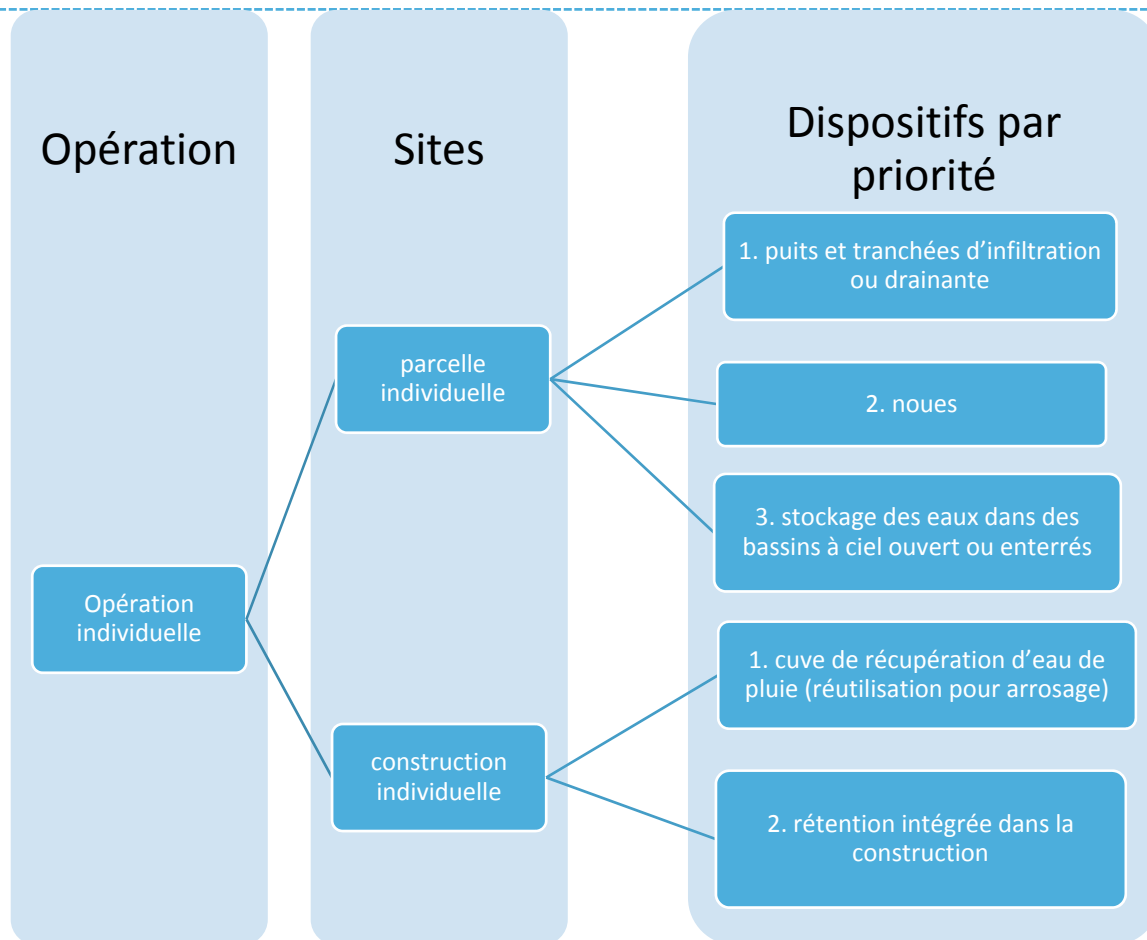 Opération
Sites
Dispositifs par
priorité
1. puits et tranchées d'infiltration
ou drainante
parcelle
individuelle
2. noues
3. stockage des eaux dans des
bassins à ciel ouvert ou enterrés
Opération
individuelle
1. cuve de récupération d'eau de
pluie (réutilisation pour arrosage)
construction
individuelle
2. rétention intégrée dans la
construction